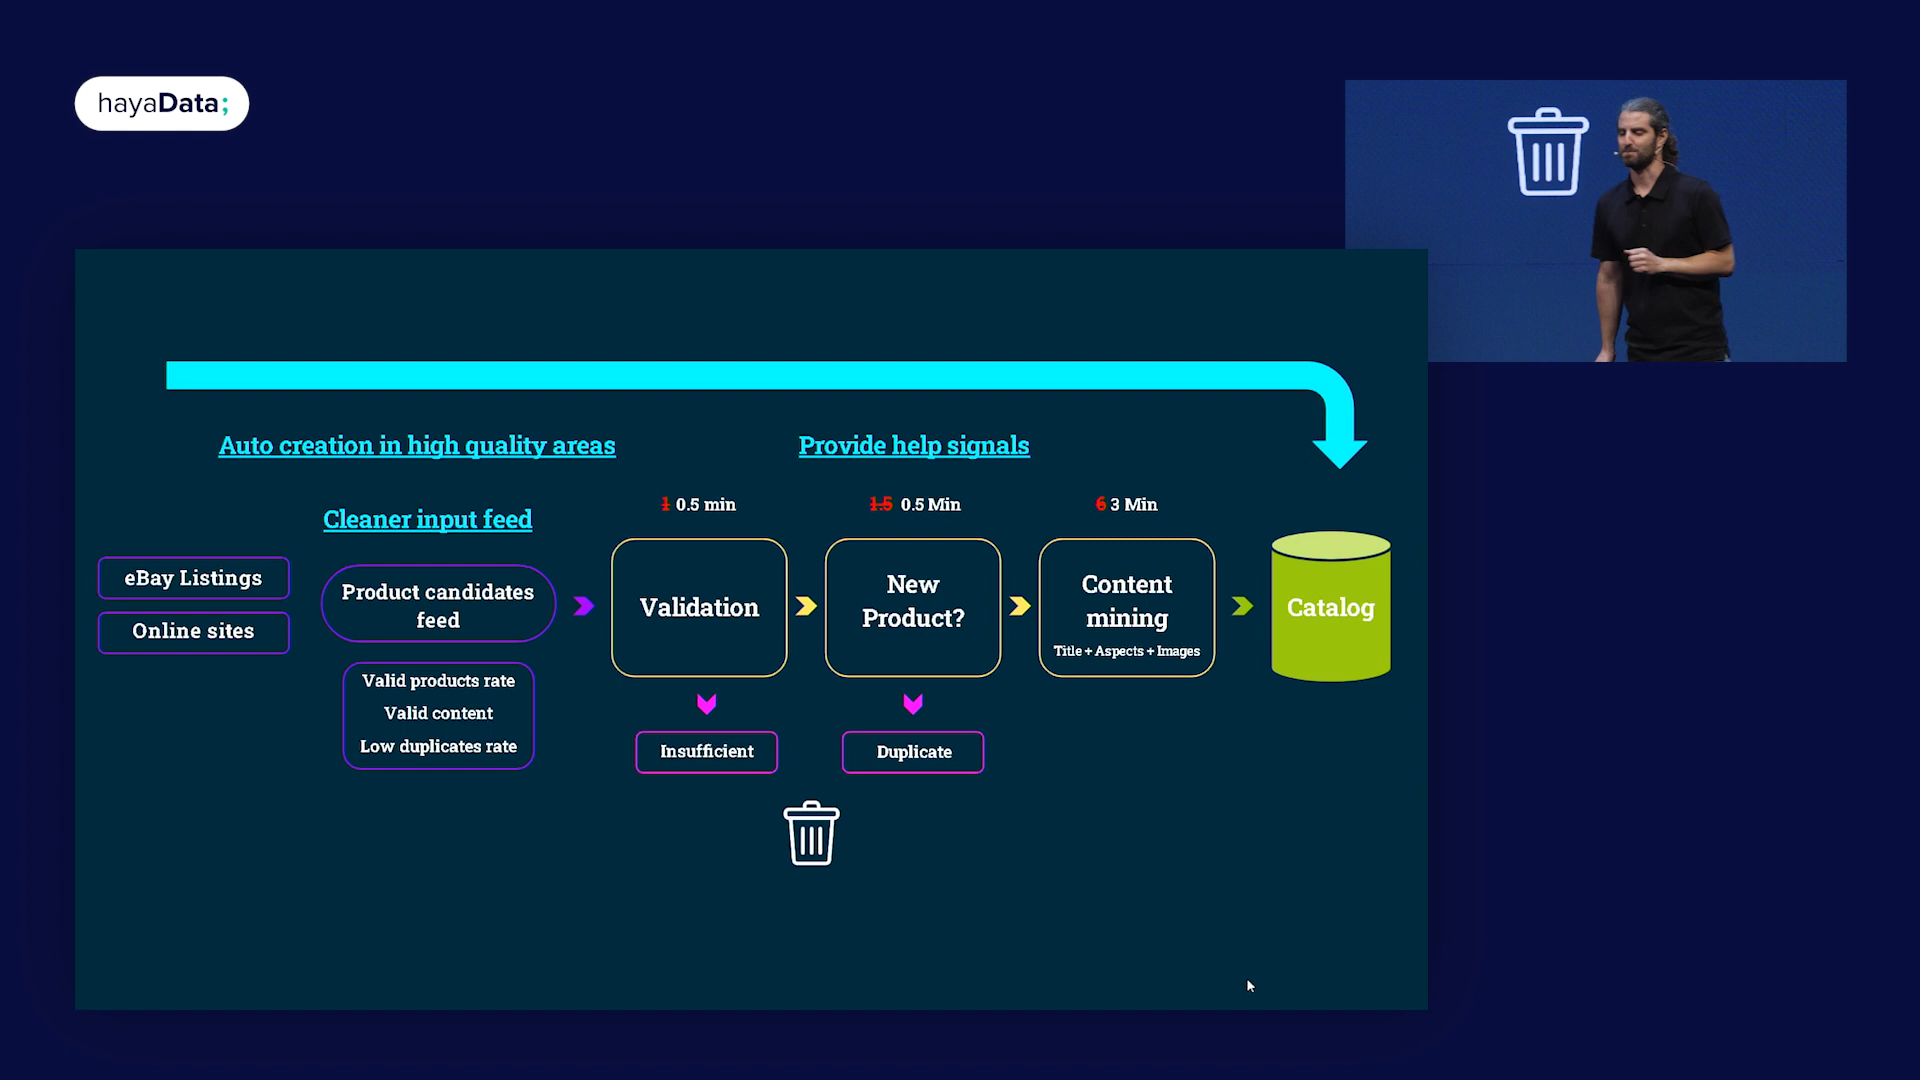 hayaData;
Auto creation in high quality areas
Provide help signals
Cleaner input feed
1 0.5 min
1.5 0.5 Min
6 3 Min
eBay Listings
Online sites
Product candidates
feed
Valid products rate
Valid content
Low duplicates rate
Validation
New
Product?
Content
mining
Title + Aspects + Images
Catalog
Insufficient
Duplicate